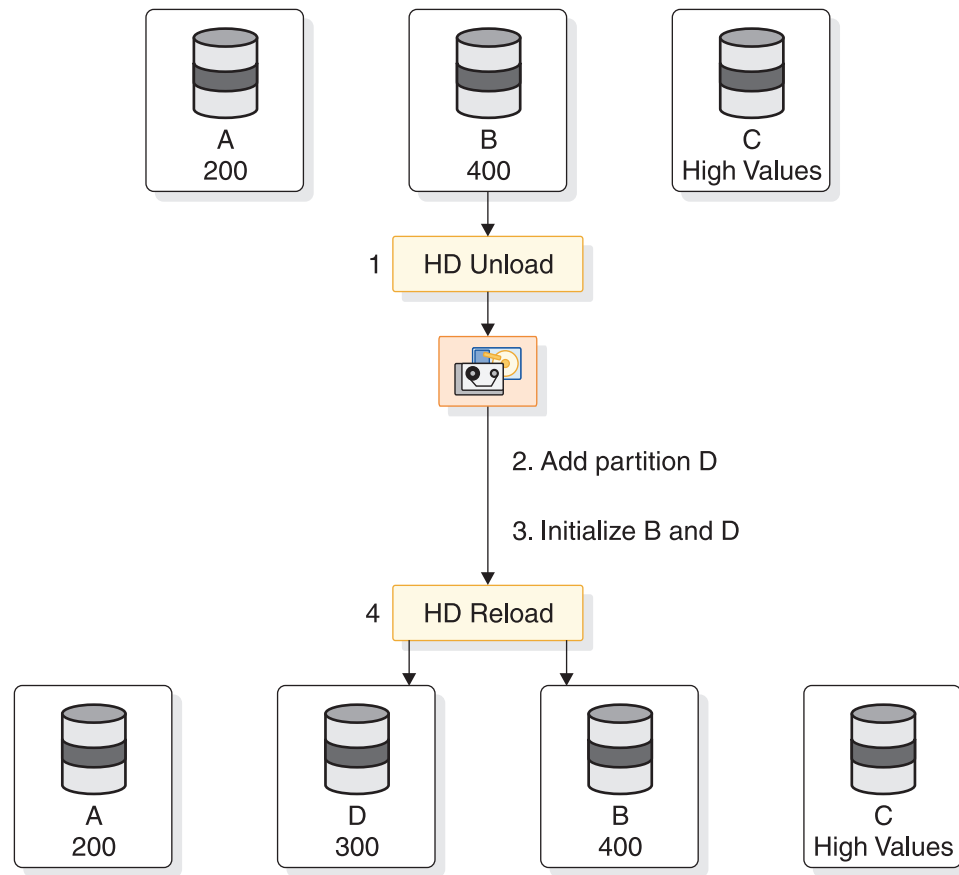 A
200
B
400
C
High Values
1
HD Unload
2. Add partition D
3. Initialize B and D
4
HD Reload
A
200
D
300
B
400
C
High Values